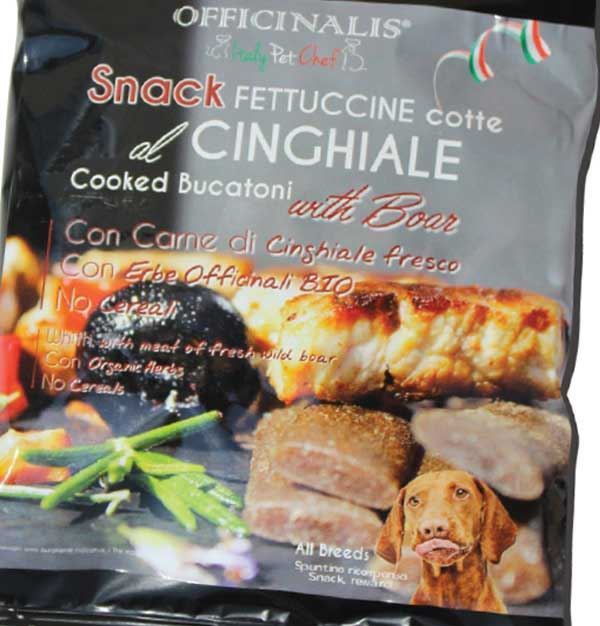 OFFICINALIS®
Italy Pet Chef
Snack FETTUCCINE cotte
al CINGHIALE
Cooked Bucatoni
with Boar
Con Carne di Cinghiale fresco
Con Erbe Officinali BIO
No Cereali
with meat of fresh wild boar
Con Organic Herbs
No Cereals
All Breeds
Spuntino ricompensa
Snack, reward